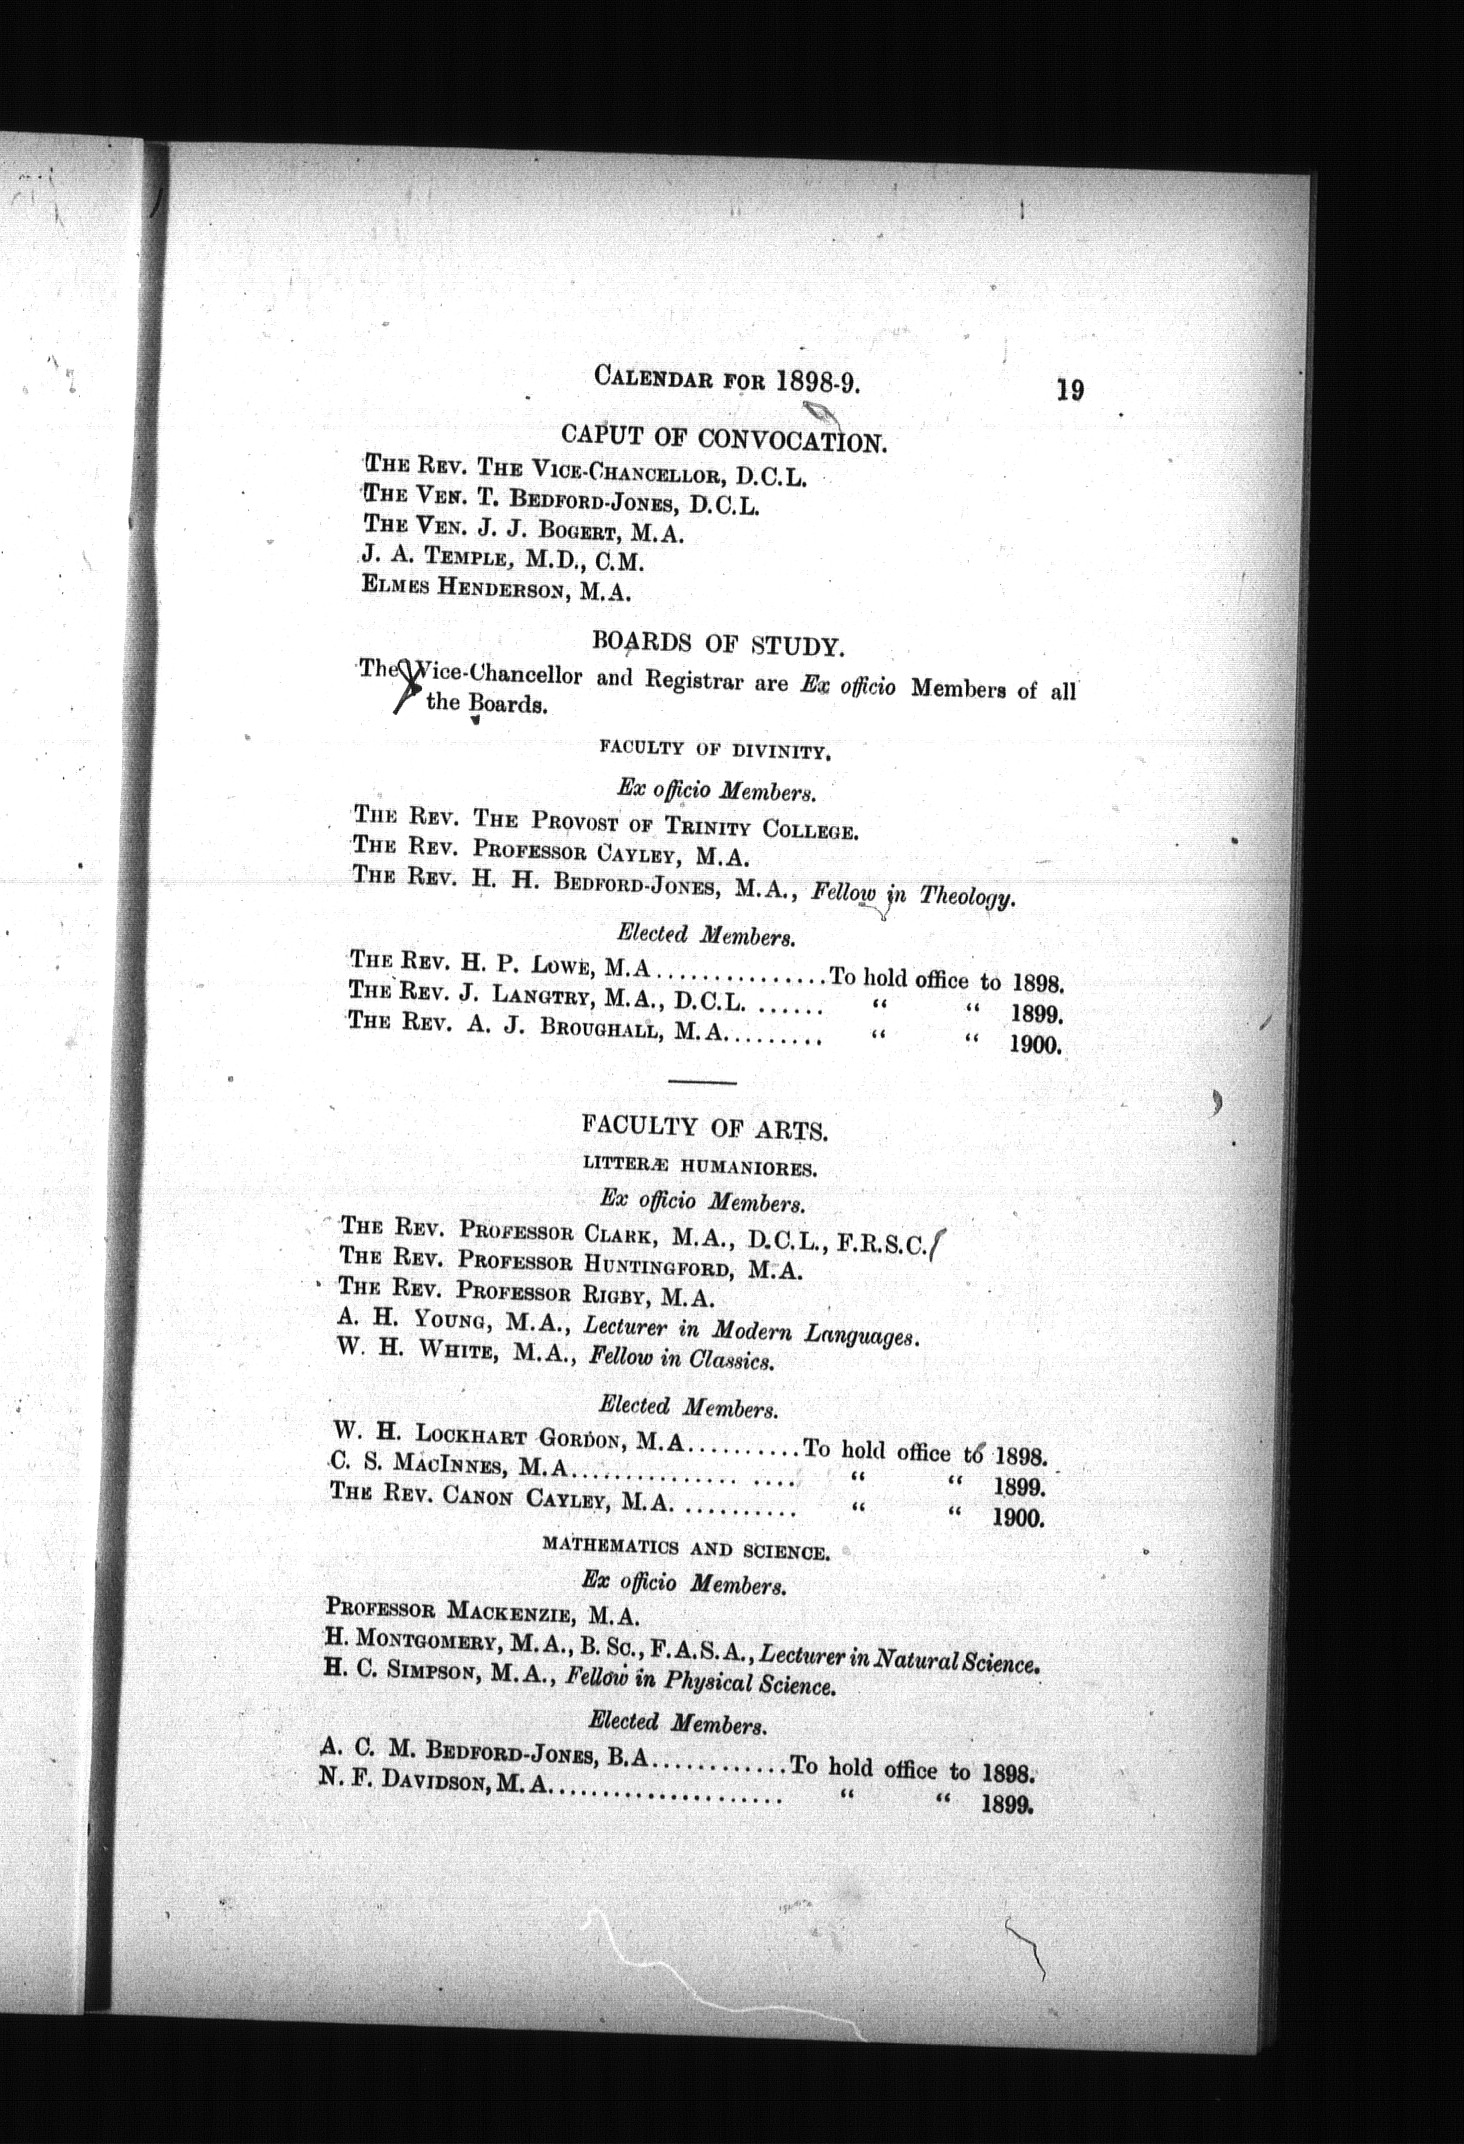 CALENDAR FOR 1898-9. 19
CAPUT OF CONVOCATION.
THE REV. THE VICE-CHANCELLOR, D.C.L.
THE VEN. T. BEDFORD-JONES, D.C.L.
THE VEN. J. J. BOGERT, M.A.
J. A. TEMPLE, M.D., C.M.
ELMES HENDERSON, M.A.
BOARDS OF STUDY.
The Vice-Chancellor and Registrar are Ex officio Members of all
the Boards.
FACULTY OF DIVINITY.
Ex officio Members.
THE REV. THE PROVOST OF TRINITY COLLEGE.
THE REV. PROFESSOR CAYLEY, M.A.
THE REV. H. H. BEDFORD-JONES, M.A., Fellow in Theology.
Elected Members.
THE REV. H. P. LOWE, M.A...............To hold office to 1898.
THE REV. J. LANGTRY, M.A., D.C.L. ...... “ “ 1899.
THE REV. A. J. BROUGHALL, M.A......... “ “ 1900.
FACULTY OF ARTS.
LITTERÆ HUMANIORES.
Ex officio Members.
THE REV. PROFESSOR CLARK, M.A., D.C.L., F.R.S.C.
THE REV. PROFESSOR HUNTINGFORD, M.A.
THE REV. PROFESSOR RIGBY, M.A.
A. H. YOUNG, M.A., Lecturer in Modern Languages.
W. H. WHITE, M.A., Fellow in Classics.
Elected Members.
W. H. LOCKHART GORDON, M.A..........To hold office to 1898.
C. S. MACINNES, M.A............... .... “ “ 1899.
THE REV. CANON CAYLEY, M.A. .......... “ “ 1900.
MATHEMATICS AND SCIENCE.
Ex officio Members.
PROFESSOR MACKENZIE, M.A.
H. MONTGOMERY, M.A., B. SC., F.A.S.A., Lecturer in Natural Science.
H. C. SIMPSON, M.A., Fellow in Physical Science.
Elected Members.
A. C. M. BEDFORD-JONES, B.A............To hold office to 1898.
N. F. DAVIDSON, M.A..................... “ “ 1899.